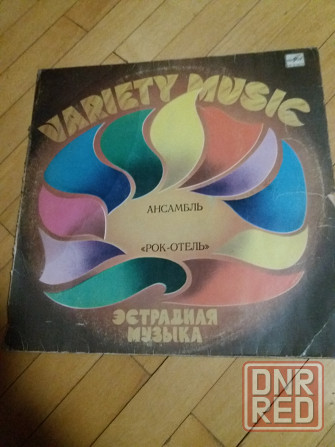 VARIETY MUSIC
АНСАМБЛЬ
«РОК-ОТЕЛЬ»
ЭСТРАДНАЯ
МУЗЫКА
DNR
RED